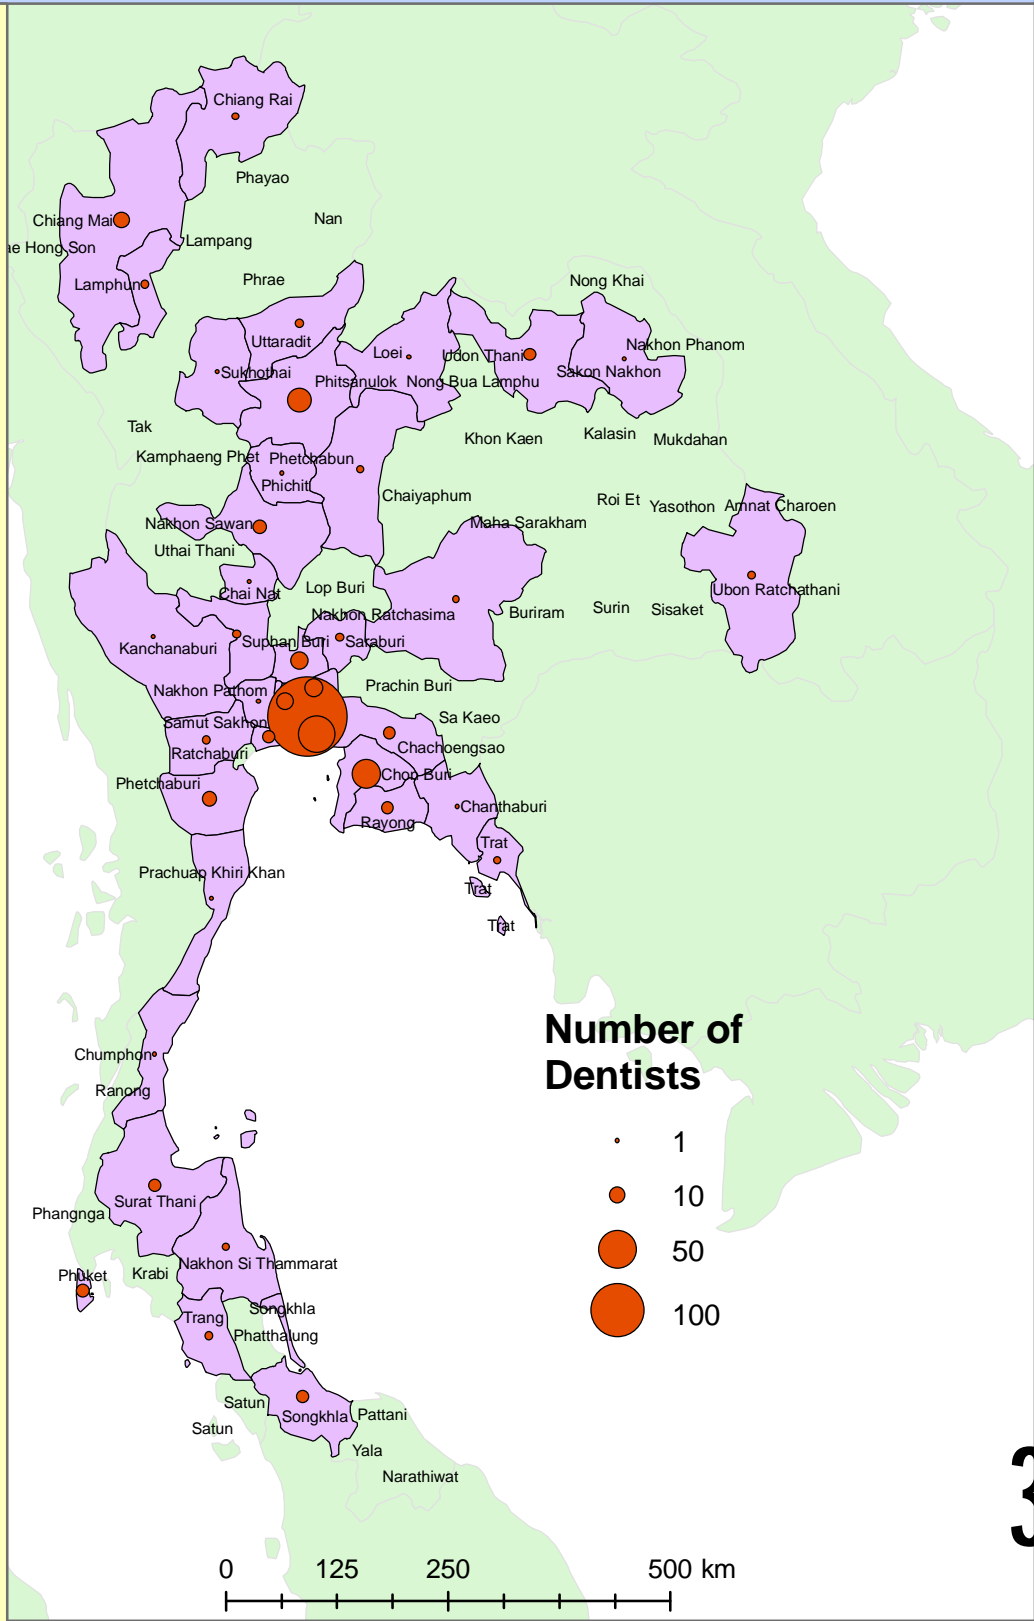 Chiang Rai
Phayao
Nan
Chiang Mai
ae Hong Son
Lampang
Lamphun
Phrae
Nong Khai
Uttaradit
Loei
Udon Thani
Nakhon Phanom
Sukhothai
Phitsanulok
Nong Bua Lamphu
Sakon Nakhon
Tak
Khon Kaen
Kalasin
Mukdahan
Kamphaeng Phet
Phetchabun
Phichit
Chaiyaphum
Roi Et
Yasothon
Amnat Charoen
Nakhon Sawan
Maha Sarakham
Uthai Thani
Chai Nat
Lop Buri
Ubon Ratchathani
Nakhon Ratchasima
Buriram
Surin
Sisaket
Kanchanaburi
Suphan Buri
Saraburi
Nakhon Pathom
Prachin Buri
Samut Sakhon
Sa Kaeo
Ratchaburi
Chachoengsao
Phetchaburi
Chon Buri
Rayong
Chanthaburi
Trat
Prachuap Khiri Khan
Trat
Trat
Number of
Dentists
Chumphon
Ranong
1
10
Surat Thani
Phangnga
50
Nakhon Si Thammarat
Krabi
Phuket
Songkhla
100
Trang
Phatthalung
Satun
Songkhla
Pattani
Satun
Yala
Narathiwat
3
0 125 250 500 km